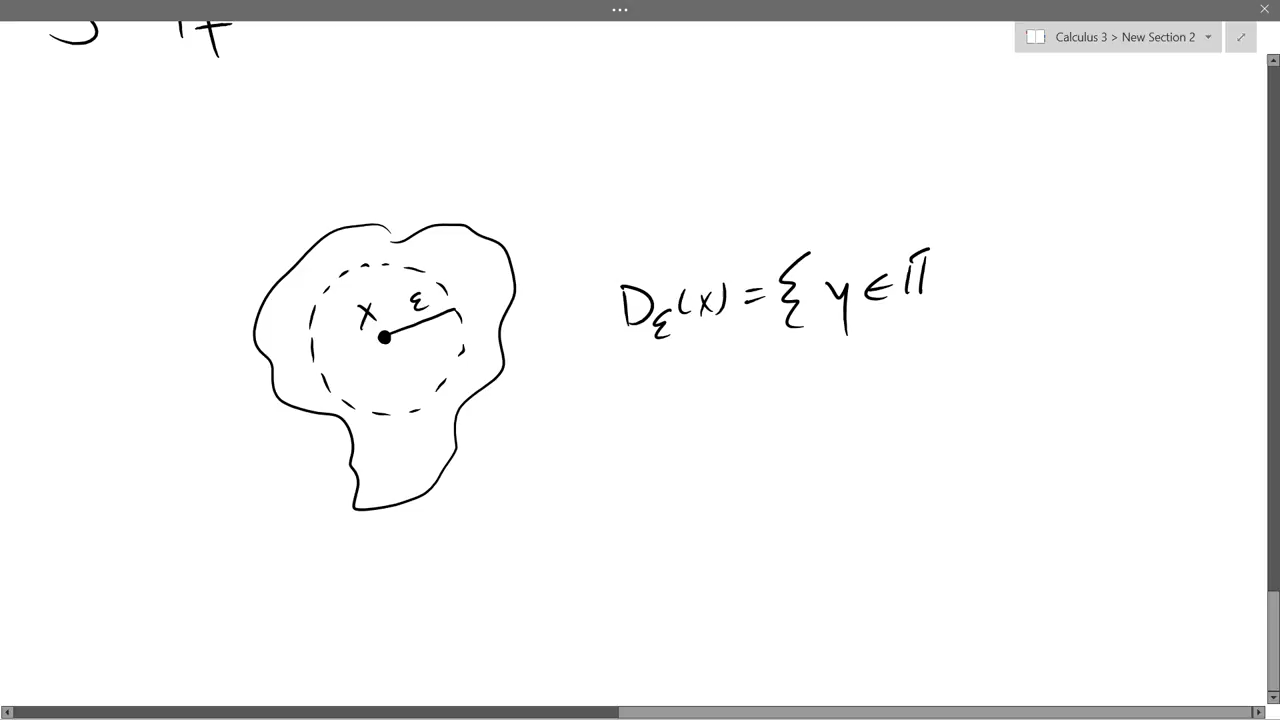 Calculus 3 > New Section 2
x ε
D_ε(x) = { y ∈